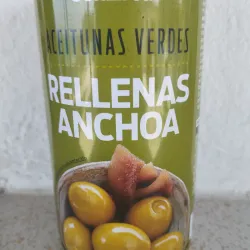 ACEITUNAS VERDES
RELLENAS
ANCHOA